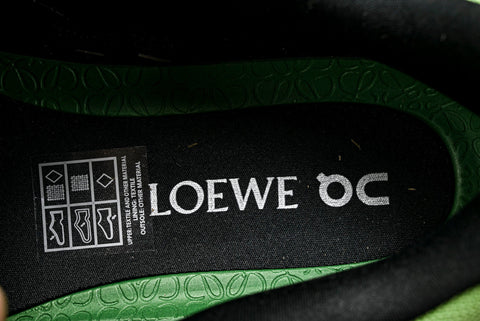 LOEWE
UPPER: TEXTILE AND OTHER MATERIAL
LINING: TEXTILE
OUTSOLE: OTHER MATERIAL